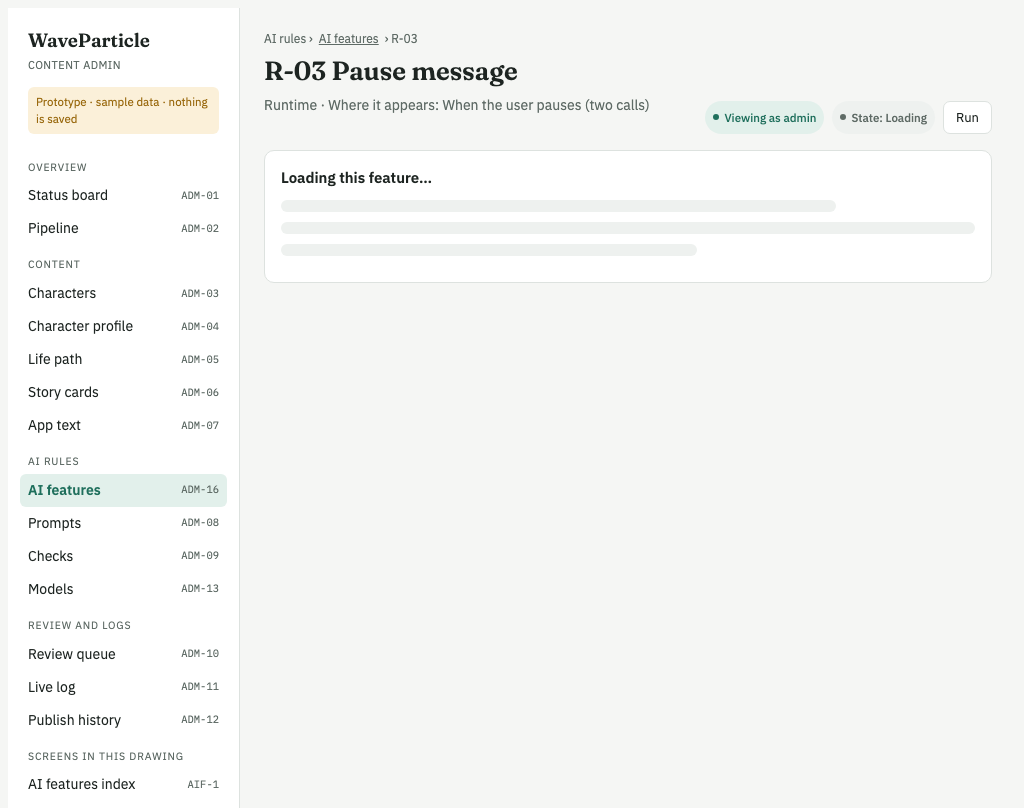 WaveParticle
CONTENT ADMIN
Prototype · sample data · nothing
is saved
OVERVIEW
Status board ADM-01
Pipeline ADM-02
CONTENT
Characters ADM-03
Character profile ADM-04
Life path ADM-05
Story cards ADM-06
App text ADM-07
AI RULES
AI features ADM-16
Prompts ADM-08
Checks ADM-09
Models ADM-13
REVIEW AND LOGS
Review queue ADM-10
Live log ADM-11
Publish history ADM-12
SCREENS IN THIS DRAWING
AI features index AIF-1
AI rules › AI features › R-03
R-03 Pause message
Runtime · Where it appears: When the user pauses (two calls)
Viewing as admin
State: Loading
Run
Loading this feature…